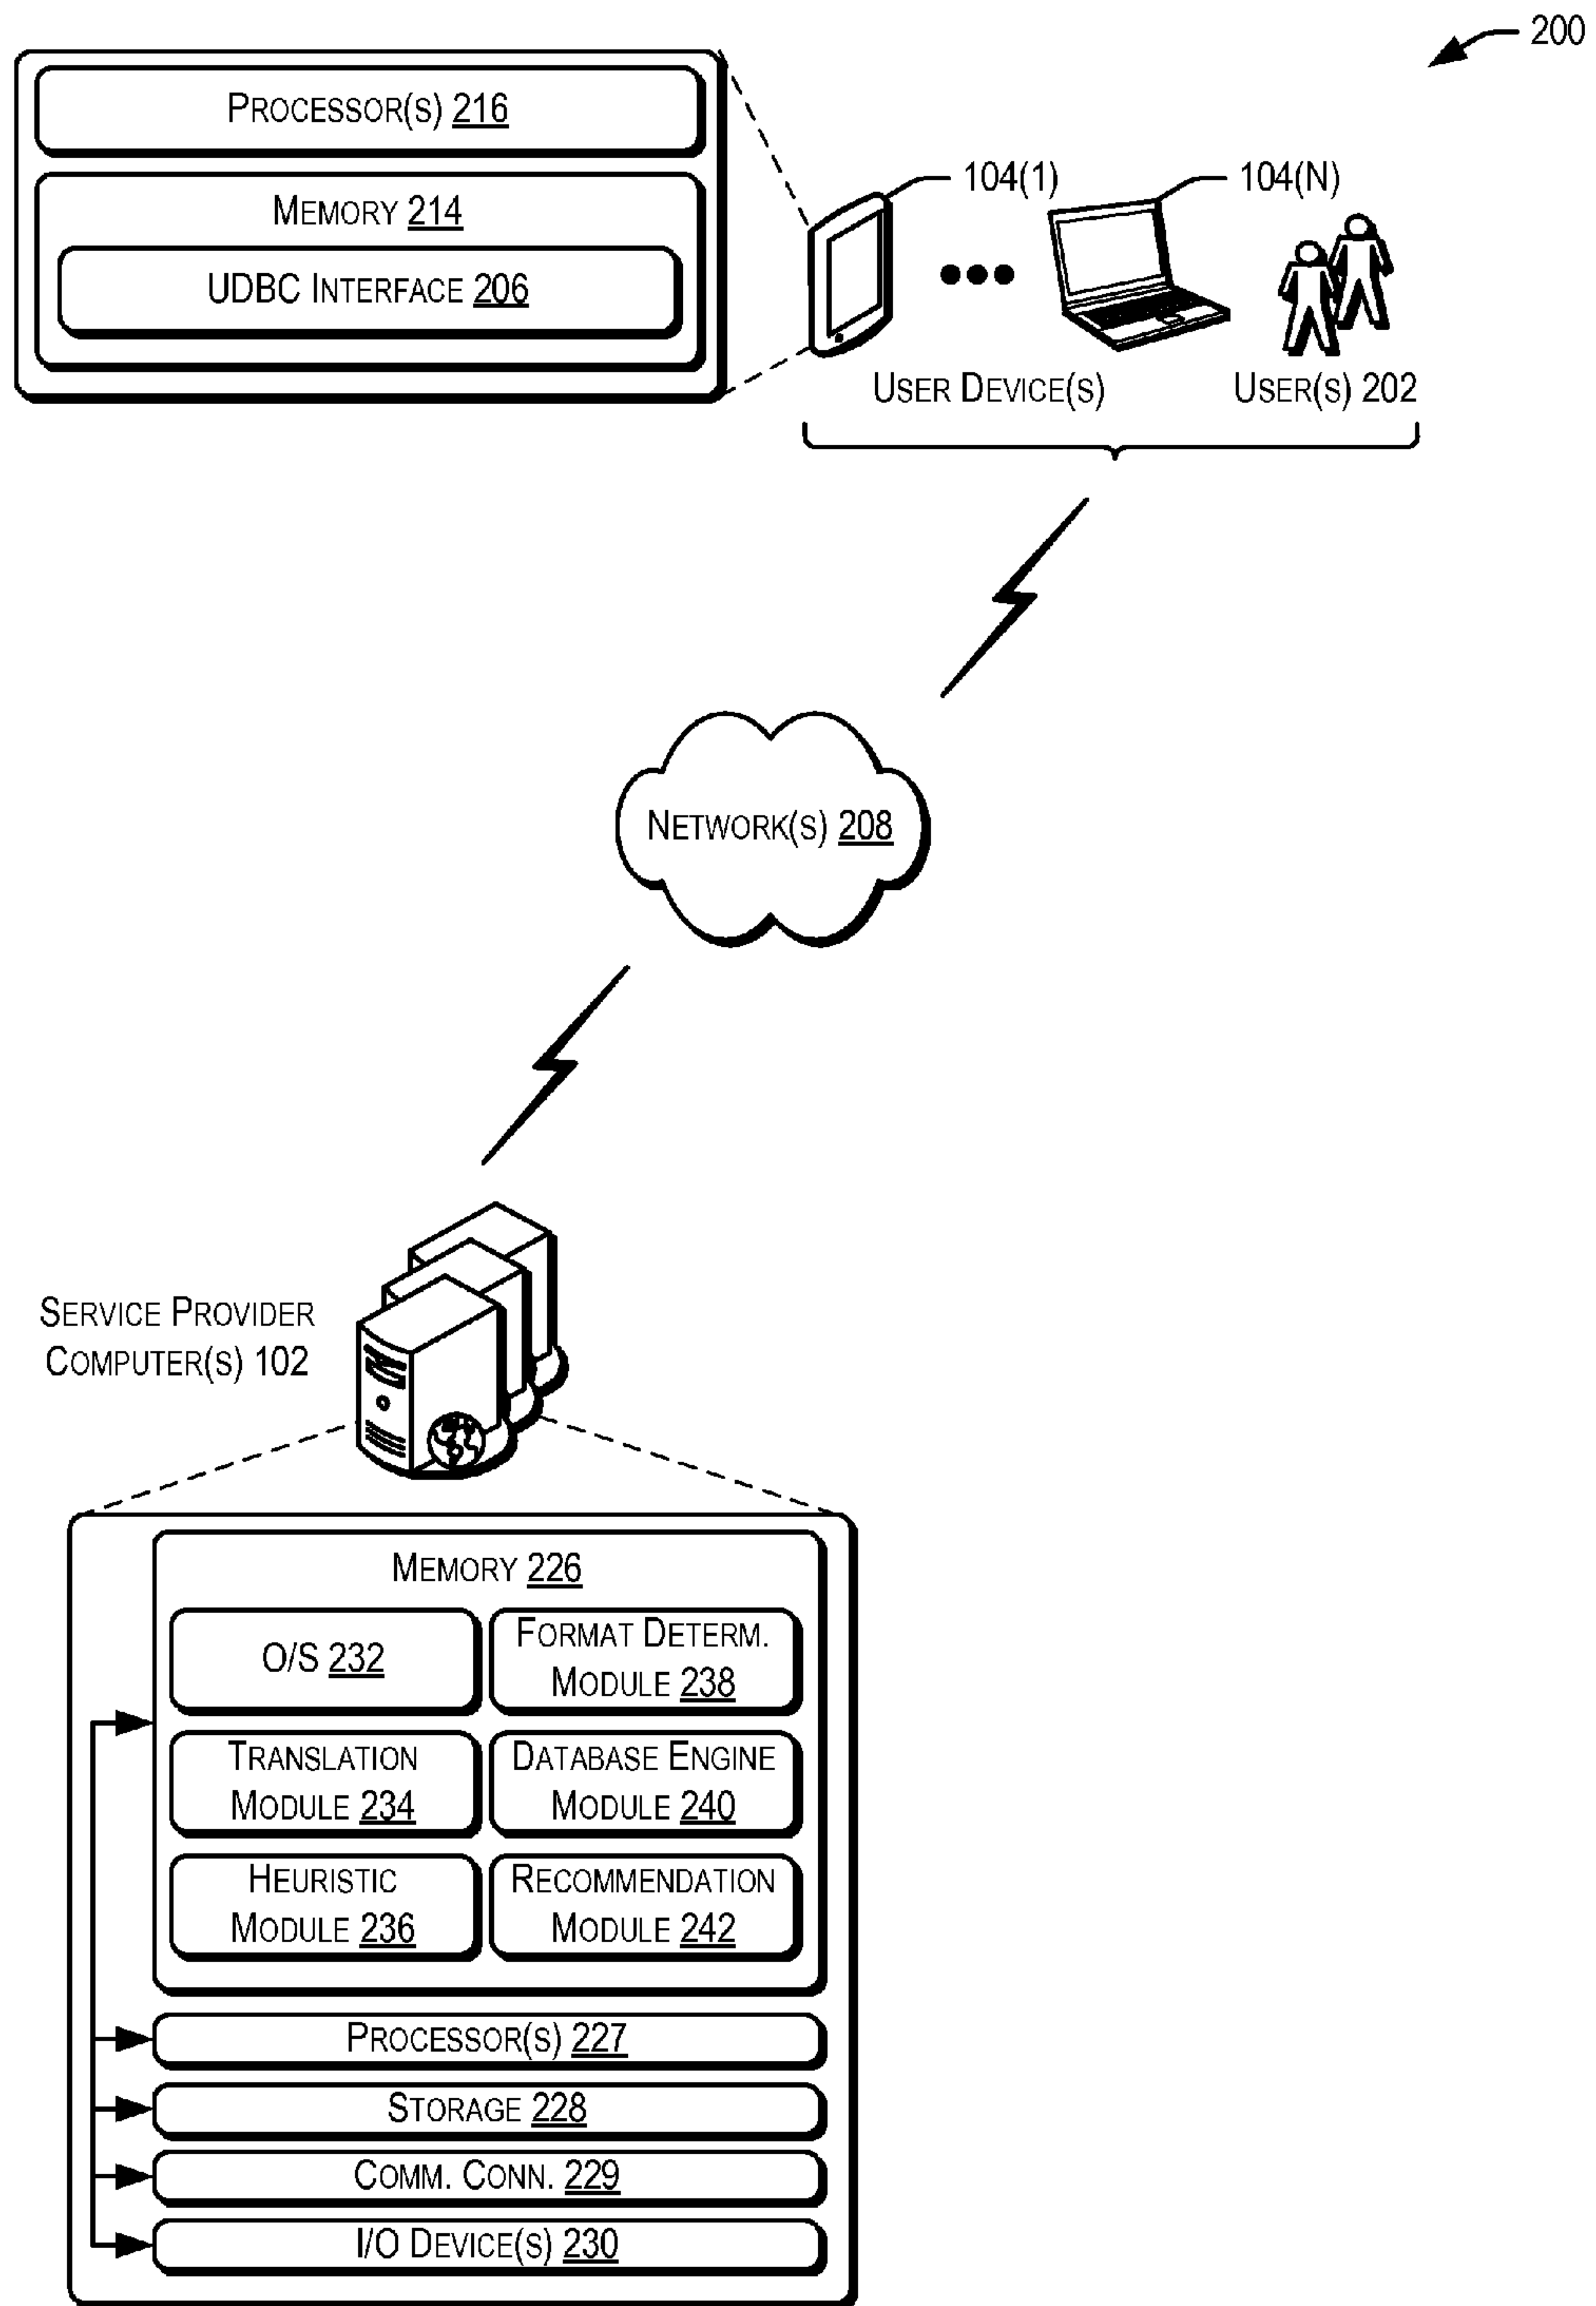 200
PROCESSOR(S) 216
MEMORY 214
UDBC INTERFACE 206
104(1)
104(N)
USER DEVICE(S)
USER(S) 202
NETWORK(S) 208
SERVICE PROVIDER
COMPUTER(S) 102
MEMORY 226
O/S 232
FORMAT DETERM.
MODULE 238
TRANSLATION
MODULE 234
DATABASE ENGINE
MODULE 240
HEURISTIC
MODULE 236
RECOMMENDATION
MODULE 242
PROCESSOR(S) 227
STORAGE 228
COMM. CONN. 229
I/O DEVICE(S) 230